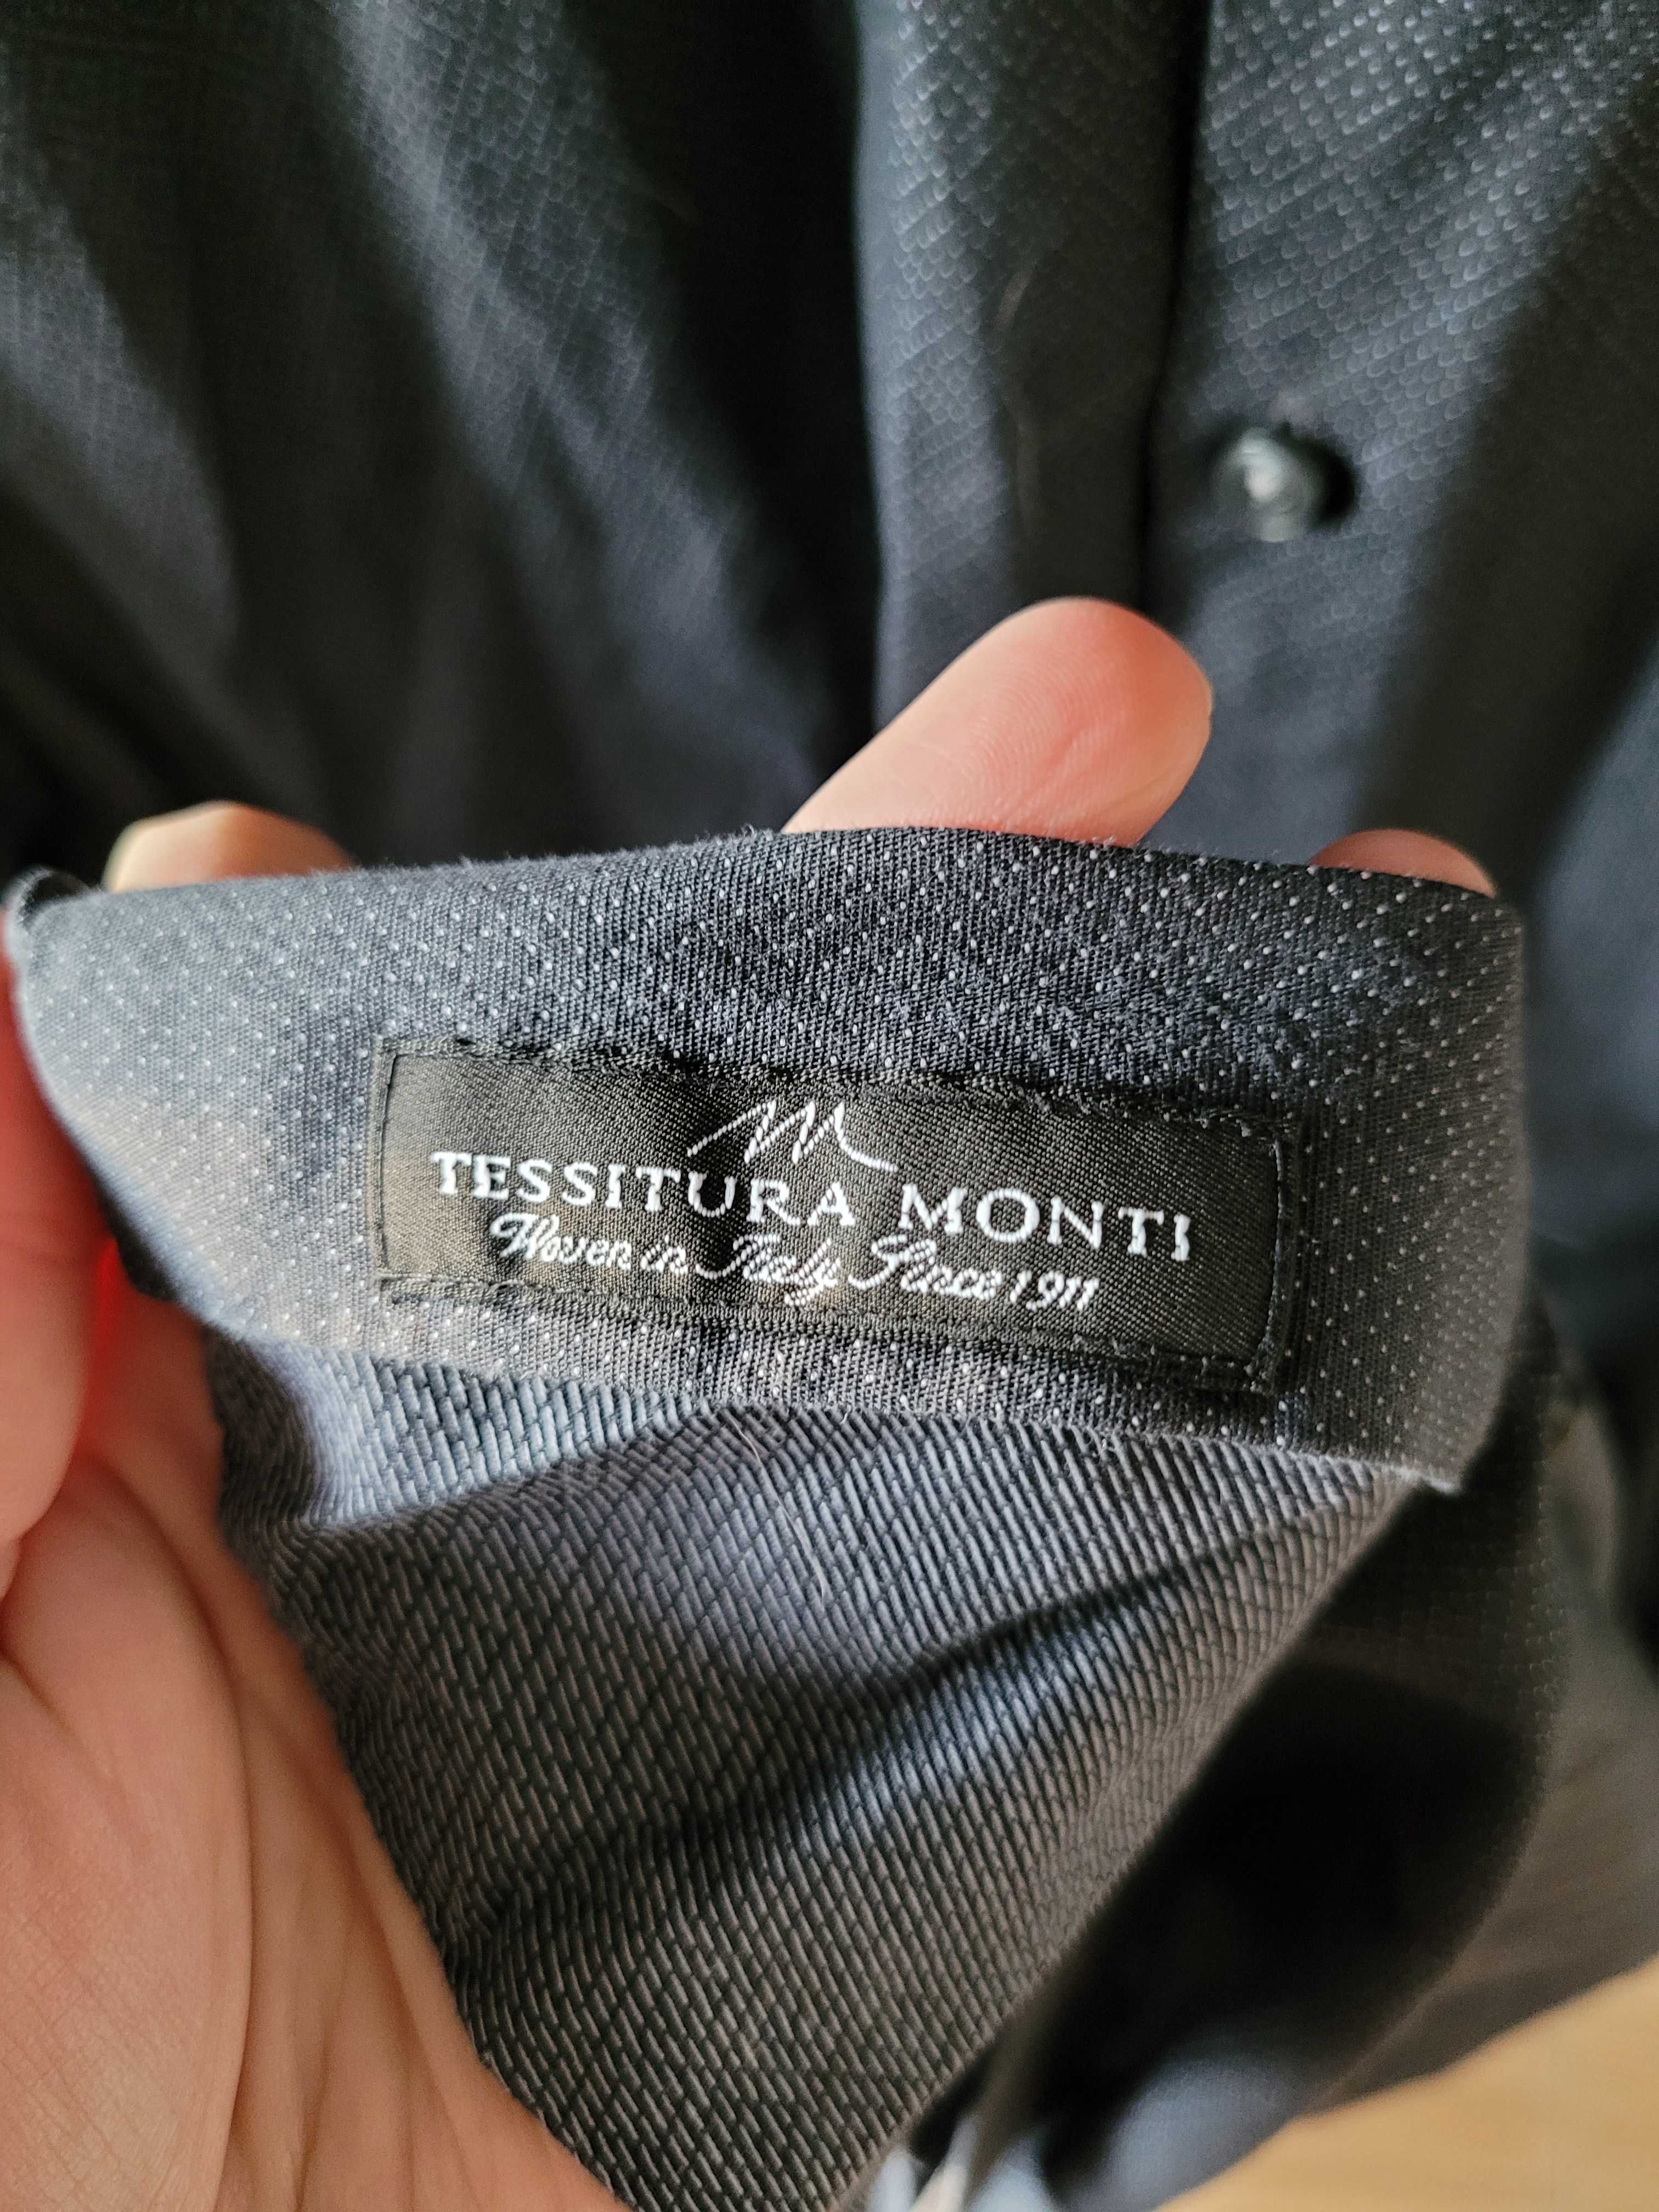 M
TESSITURA MONTI
Woven in Italy Since 1911